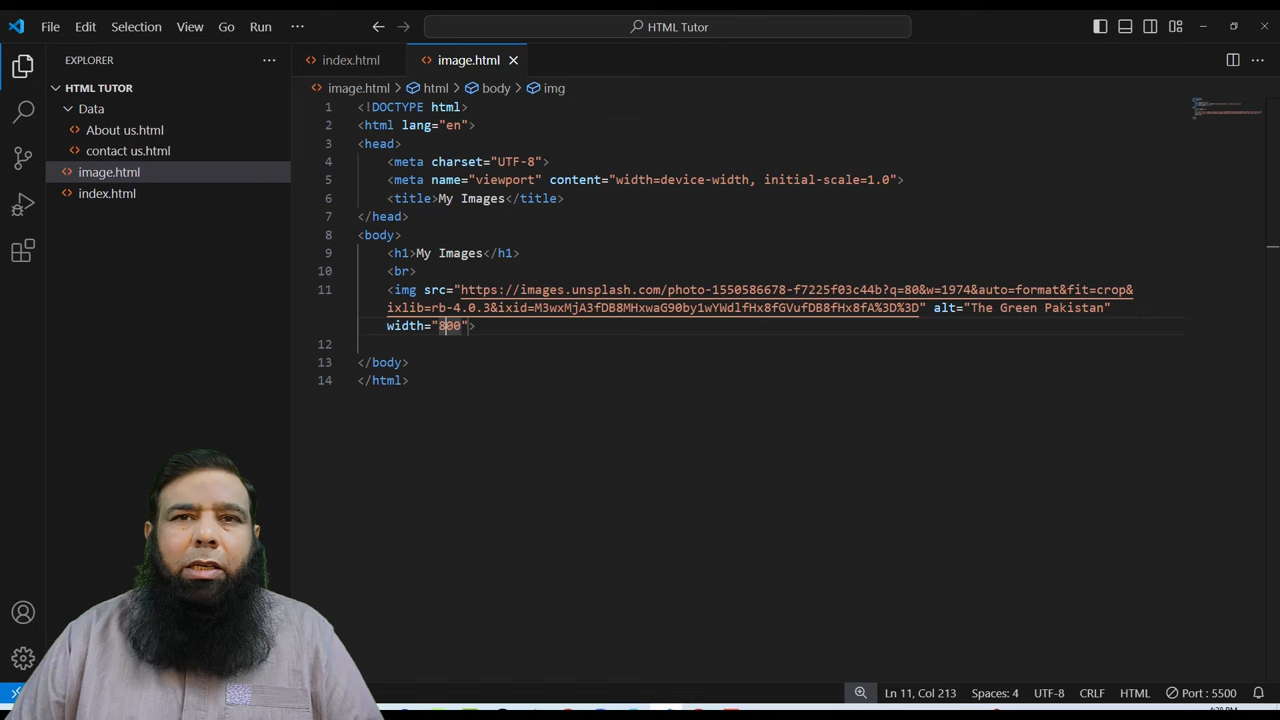 File Edit Selection View Go Run ··· HTML Tutor
EXPLORER ···
index.html image.html
HTML TUTOR
image.html > html > body > img
Data
About us.html
contact us.html
image.html
index.html
1 <!DOCTYPE html>
2 <html lang="en">
3 <head>
4 <meta charset="UTF-8">
5 <meta name="viewport" content="width=device-width, initial-scale=1.0">
6 <title>My Images</title>
7 </head>
8 <body>
9 <h1>My Images</h1>
10 <br>
11 <img src="https://images.unsplash.com/photo-1550586678-f7225f03c44b?q=80&w=1974&auto=format&fit=crop&
ixlib=rb-4.0.3&ixid=M3wxMjA3fDB8MHxwaG90by1wYWdlfHx8fGVufDB8fHx8fA%3D%3D" alt="The Green Pakistan"
width="800">
12
13 </body>
14 </html>
Ln 11, Col 213 Spaces: 4 UTF-8 CRLF HTML Port : 5500